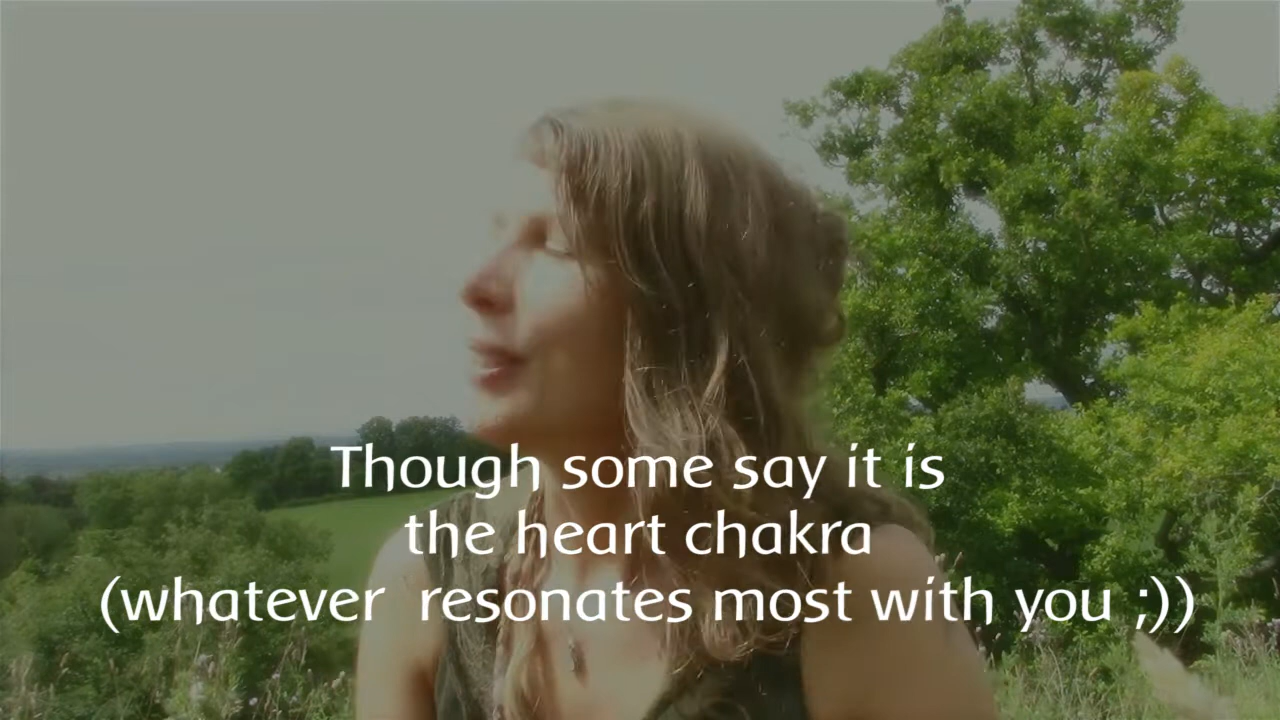 Though some say it is
the heart chakra
(whatever  resonates most with you ;))